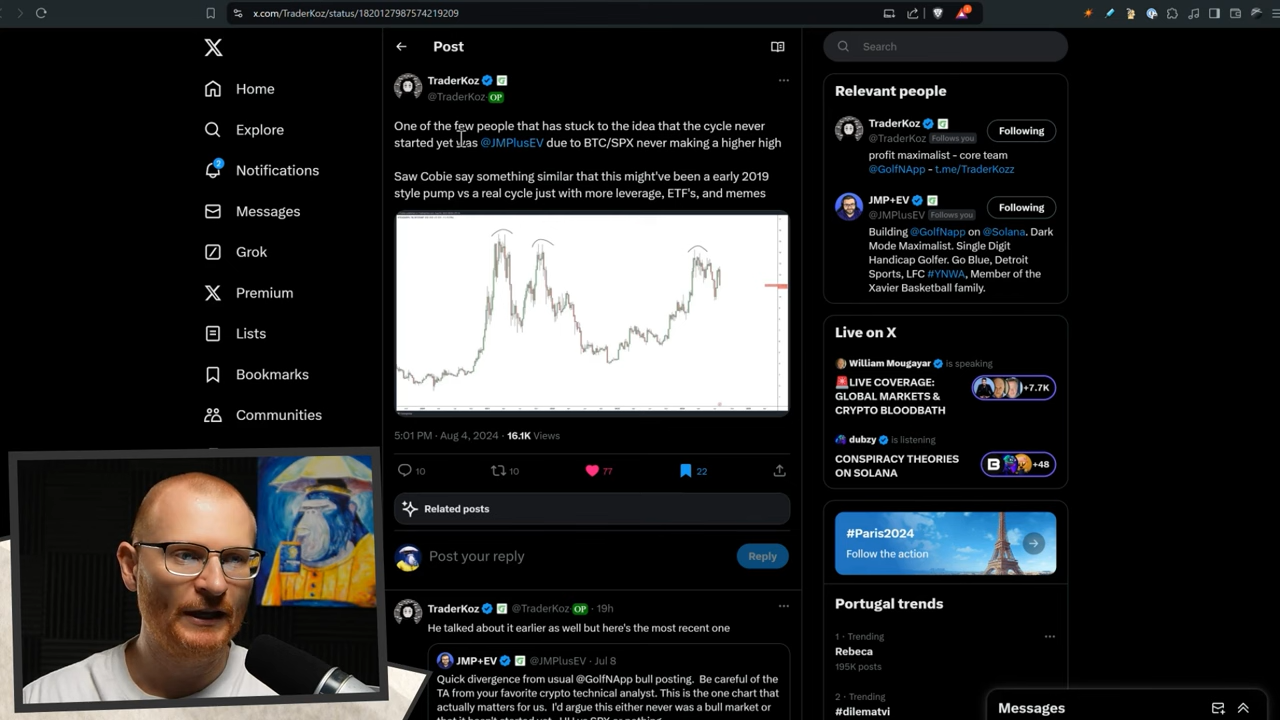 x.com/TraderKoz/status/1820127987574219209
Home
Explore
2
Notifications
Messages
Grok
Premium
Lists
Bookmarks
Communities
Post
TraderKoz
@TraderKoz OP
One of the few people that has stuck to the idea that the cycle never
started yet was @JMPlusEV due to BTC/SPX never making a higher high
Saw Cobie say something similar that this might've been a early 2019
style pump vs a real cycle just with more leverage, ETF's, and memes
5:01 PM · Aug 4, 2024 · 16.1K Views
10
10
77
22
Related posts
Post your reply
Reply
TraderKoz @TraderKoz OP · 19h
He talked about it earlier as well but here's the most recent one
JMP+EV @JMPlusEV · Jul 8
Quick divergence from usual @GolfNApp bull posting. Be careful of the
TA from your favorite crypto technical analyst. This is the one chart that
actually matters for us. I'd argue this either never was a bull market or
Search
Relevant people
TraderKoz
@TraderKoz Follows you
Following
profit maximalist - core team
@GolfNApp - t.me/TraderKozz
JMP+EV
@JMPlusEV Follows you
Following
Building @GolfNapp on @Solana. Dark
Mode Maximalist. Single Digit
Handicap Golfer. Go Blue, Detroit
Sports, LFC #YNWA, Member of the
Xavier Basketball family.
Live on X
William Mougayar is speaking
LIVE COVERAGE:
GLOBAL MARKETS &
CRYPTO BLOODBATH
+7.7K
dubzy is listening
CONSPIRACY THEORIES
ON SOLANA
+48
#Paris2024
Follow the action
Portugal trends
1 · Trending
Rebeca
195K posts
2 · Trending
#dilematvi
Messages